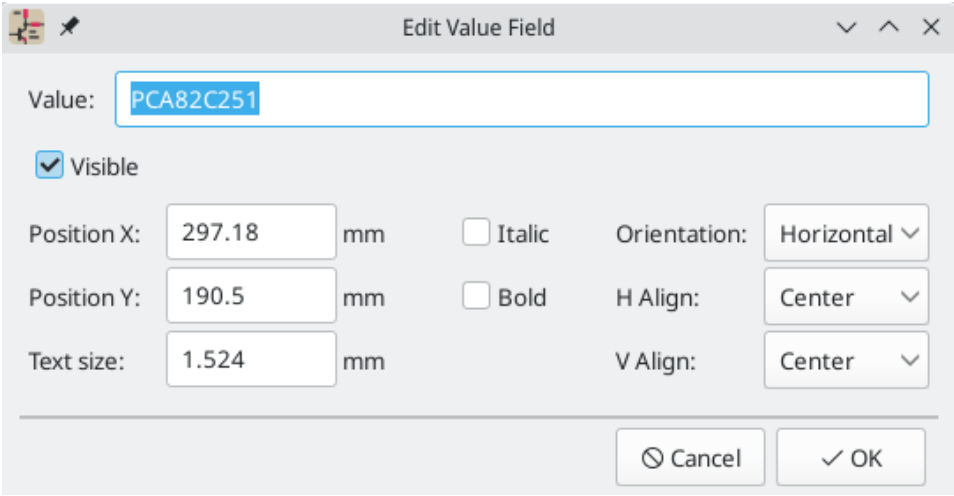 Edit Value Field
Value: PCA82C251
Visible
Position X: 297.18 mm Italic Orientation: Horizontal
Position Y: 190.5 mm Bold H Align: Center
Text size: 1.524 mm V Align: Center
Cancel OK